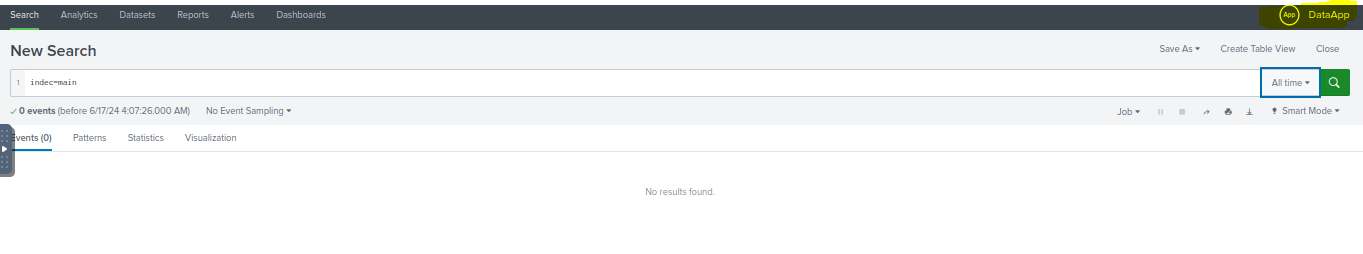 Search Analytics Datasets Reports Alerts Dashboards App DataApp
New Search Save As Create Table View Close
1 indec=main All time
0 events (before 6/17/24 4:07:26.000 AM) No Event Sampling Job Smart Mode
vents (0) Patterns Statistics Visualization
No results found.